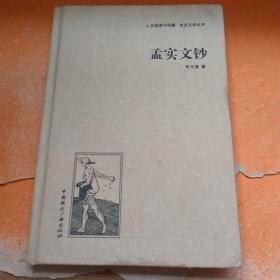 人文阅读与收藏·良友文学丛书
孟实文钞
朱光潜 著
中国国际广播出版社